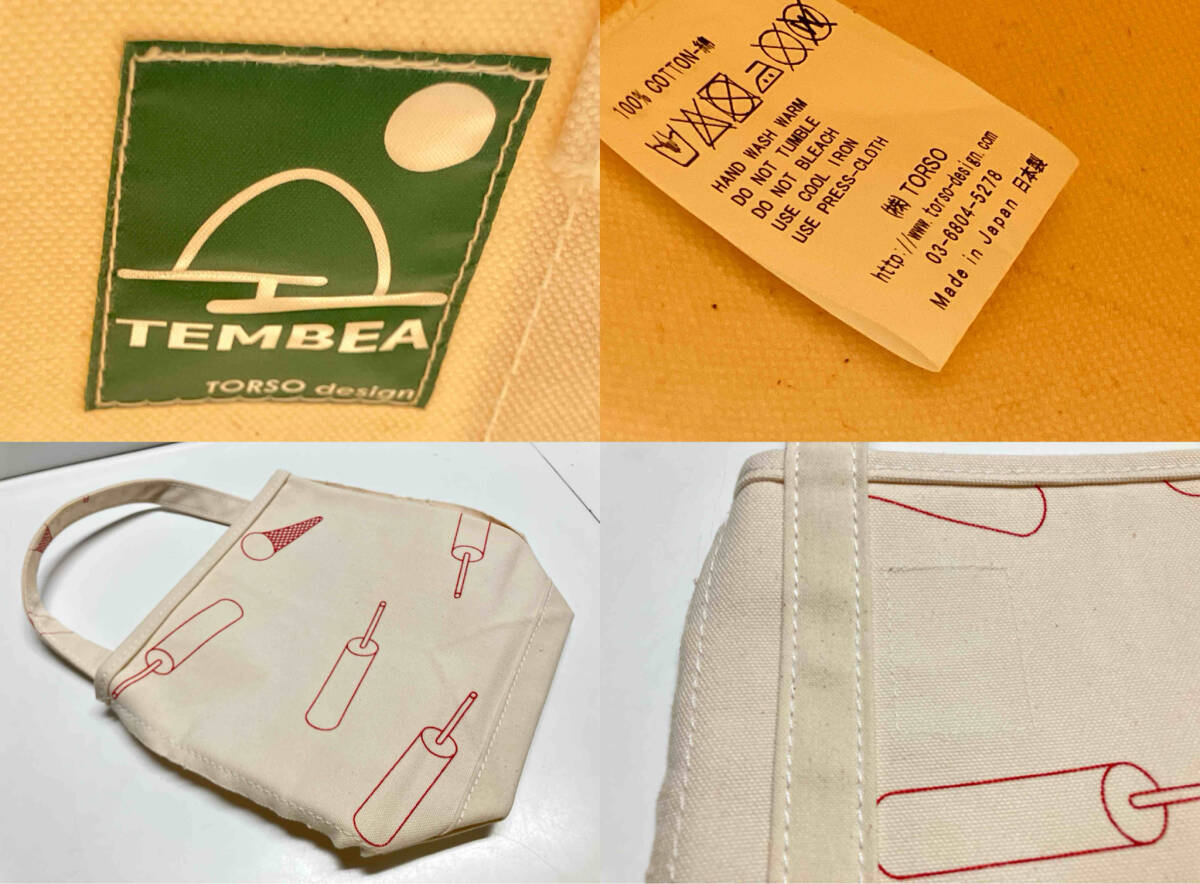 TEMBEA
TORSO design
100% COTTON-綿
HAND WASH WARM
DO NOT TUMBLE
DO NOT BLEACH
USE COOL IRON
USE PRESS-CLOTH
㈱ TORSO
http://www.torso-design.com
03-6804-5278
Made in Japan 日本製